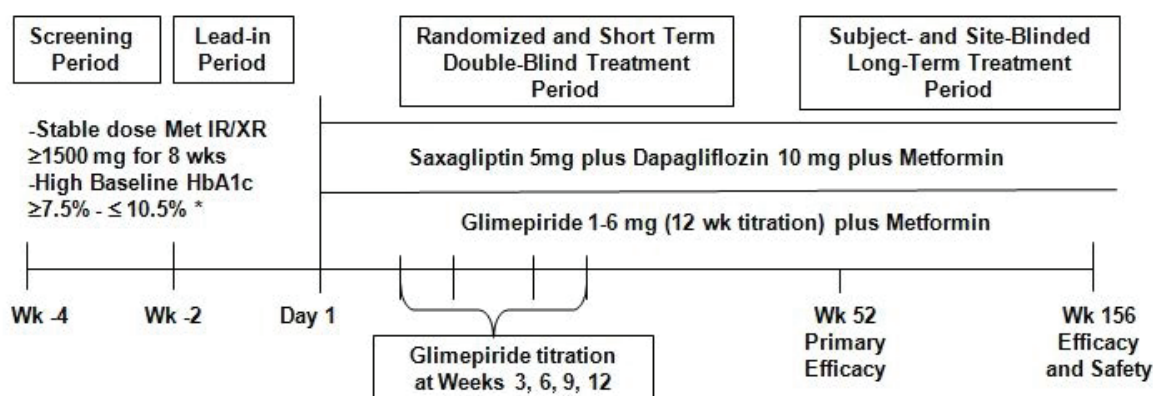 Screening
Period
Lead-in
Period
Randomized and Short Term
Double-Blind Treatment
Period
Subject- and Site-Blinded
Long-Term Treatment
Period
-Stable dose Met IR/XR
≥1500 mg for 8 wks
-High Baseline HbA1c
≥7.5% - ≤ 10.5% *
Saxagliptin 5mg plus Dapagliflozin 10 mg plus Metformin
Glimepiride 1-6 mg (12 wk titration) plus Metformin
Wk -4
Wk -2
Day 1
Wk 52
Primary
Efficacy
Wk 156
Efficacy
and Safety
Glimepiride titration
at Weeks 3, 6, 9, 12